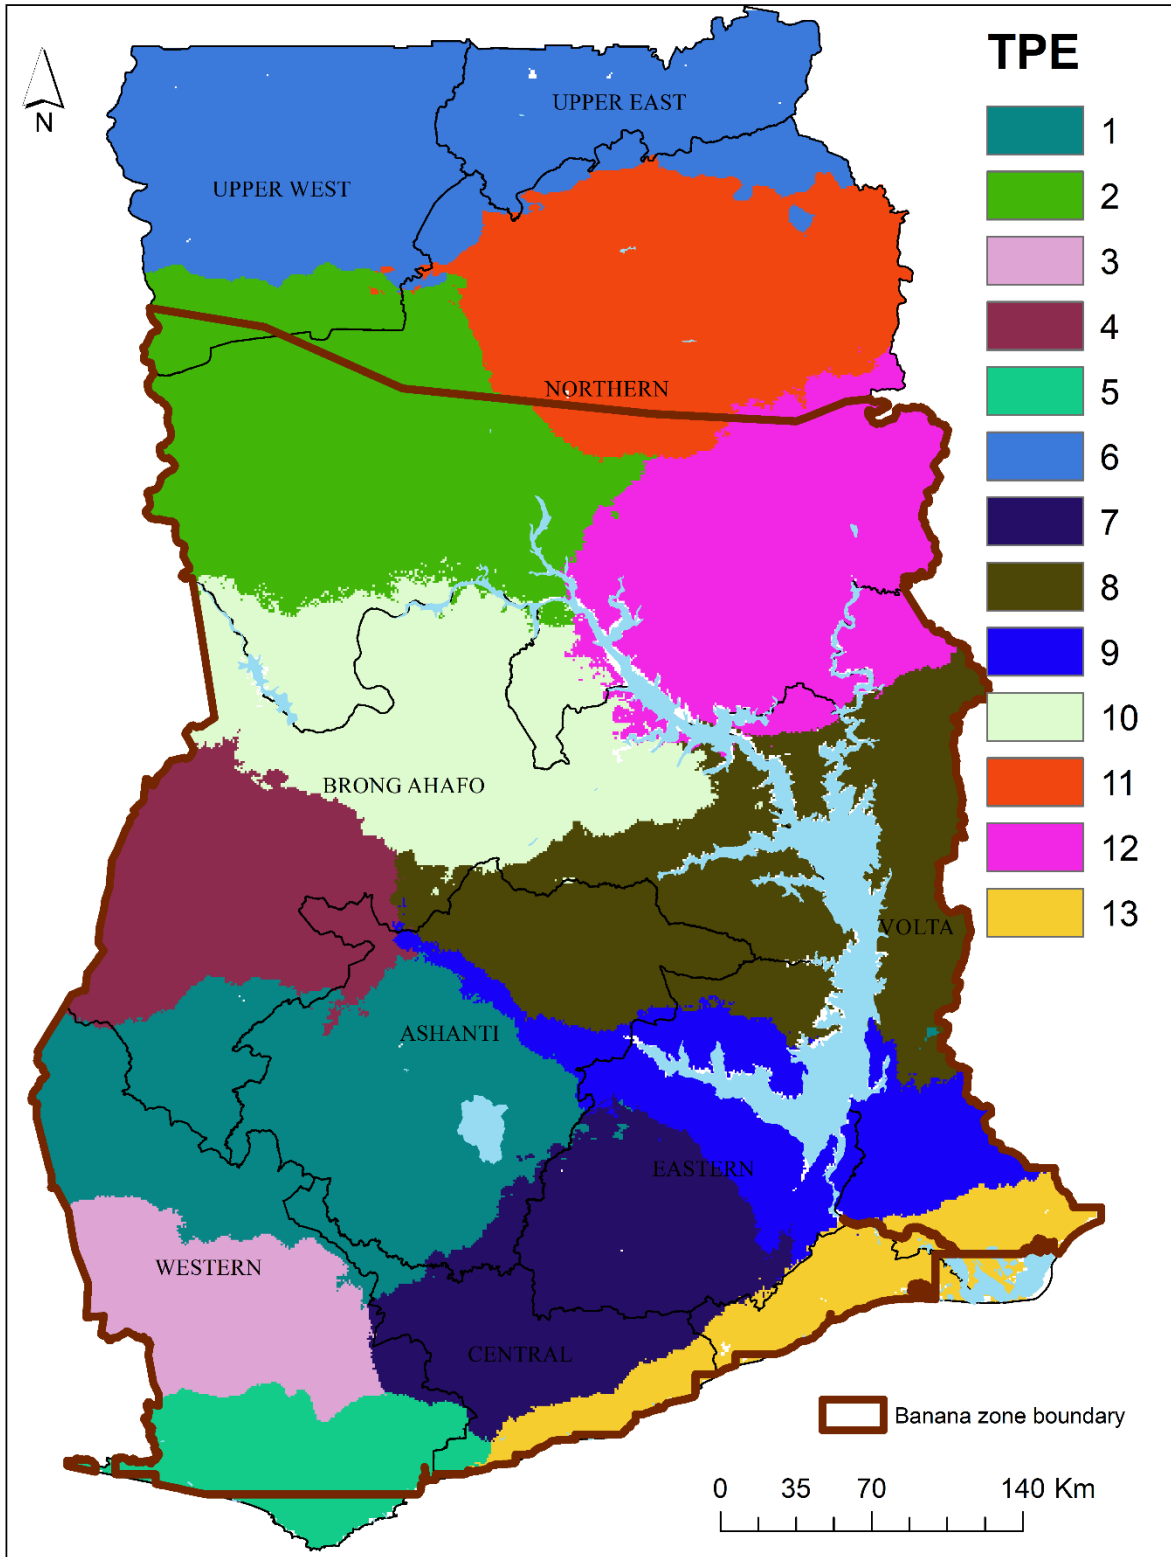 TPE
N
1
2
3
4
5
6
7
8
9
10
11
12
13
UPPER EAST
UPPER WEST
NORTHERN
BRONG AHAFO
VOLTA
ASHANTI
EASTERN
WESTERN
CENTRAL
Banana zone boundary
0 35 70 140 Km